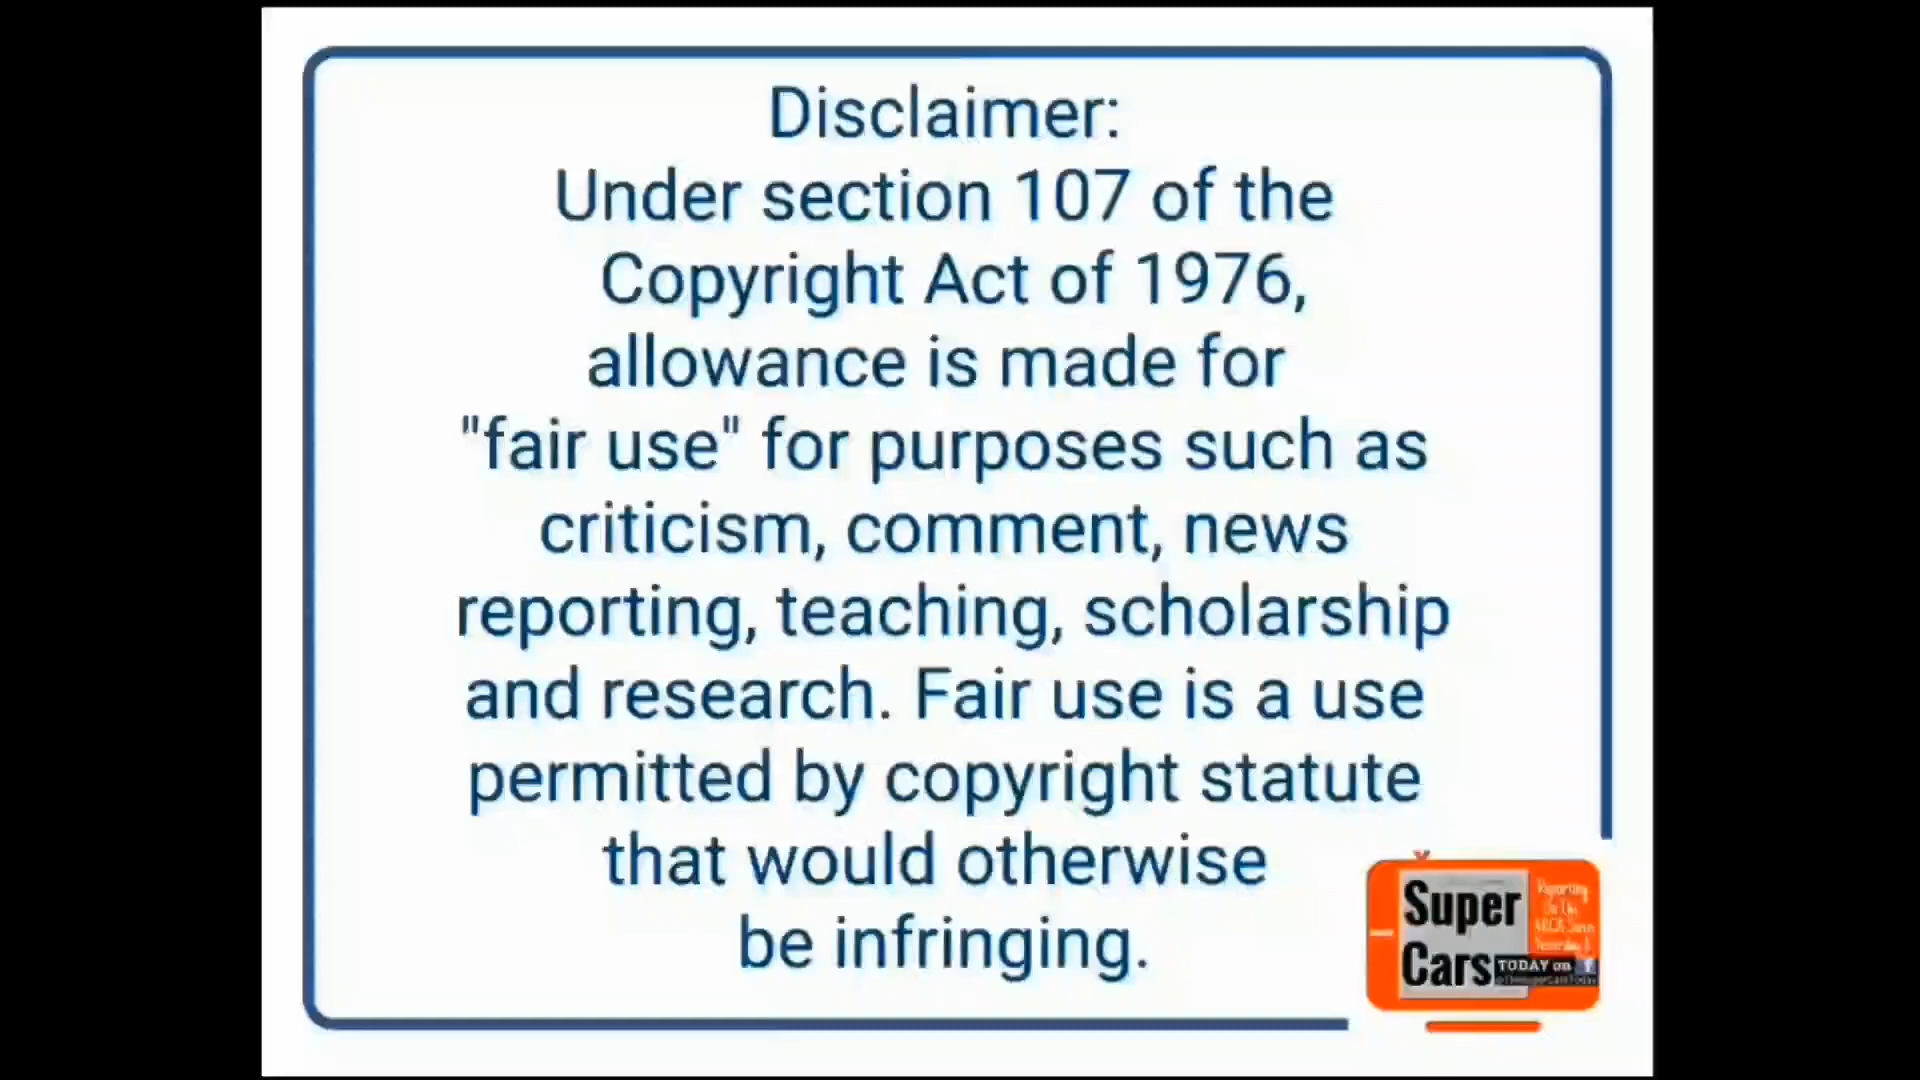 Disclaimer:
Under section 107 of the
Copyright Act of 1976,
allowance is made for
"fair use" for purposes such as
criticism, comment, news
reporting, teaching, scholarship
and research. Fair use is a use
permitted by copyright statute
that would otherwise
be infringing.
Super
Cars
Reporting
TODAY on f